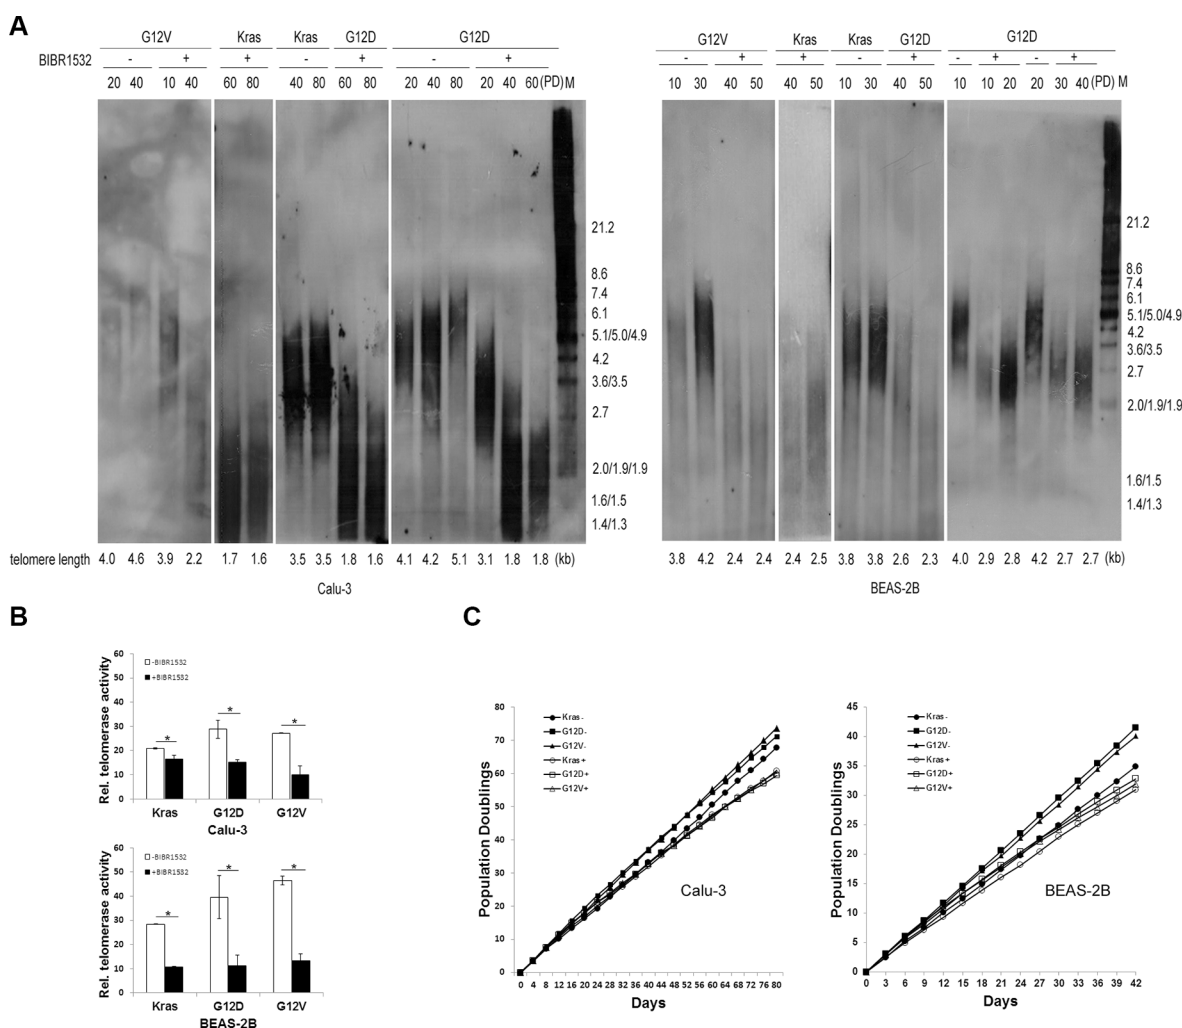 A
G12V Kras Kras G12D G12D G12V Kras Kras G12D G12D
BIBR1532 - + + - + - + - + + - + - + - +
20 40 10 40 60 80 40 80 60 80 20 40 80 20 40 60 (PD) M 10 30 40 50 40 50 10 30 40 50 10 10 20 20 30 40 (PD) M
21.2
8.6
7.4
6.1
5.1/5.0/4.9
4.2
3.6/3.5
2.7
2.0/1.9/1.9
1.6/1.5
1.4/1.3
21.2
8.6
7.4
6.1
5.1/5.0/4.9
4.2
3.6/3.5
2.7
2.0/1.9/1.9
1.6/1.5
1.4/1.3
telomere length 4.0 4.6 3.9 2.2 1.7 1.6 3.5 3.5 1.8 1.6 4.1 4.2 5.1 3.1 1.8 1.8 (kb) 3.8 4.2 2.4 2.4 2.4 2.5 3.8 3.8 2.6 2.3 4.0 2.9 2.8 4.2 2.7 2.7 (kb)
Calu-3 BEAS-2B
B
Rel. telomerase activity
60
50
40
30
20
10
0
-BIBR1532
+BIBR1532
* * *
Kras G12D G12V
Calu-3
Rel. telomerase activity
60
50
40
30
20
10
0
-BIBR1532
+BIBR1532
* * *
Kras G12D G12V
BEAS-2B
C
Population Doublings
80
70
60
50
40
30
20
10
0
Kras-
G12D-
G12V-
Kras+
G12D+
G12V+
Calu-3
0 4 8 12 16 20 24 28 32 36 40 44 48 52 56 60 64 68 72 76 80
Days
Population Doublings
45
40
35
30
25
20
15
10
5
0
Kras-
G12D-
G12V-
Kras+
G12D+
G12V+
BEAS-2B
0 3 6 9 12 15 18 21 24 27 30 33 36 39 42
Days